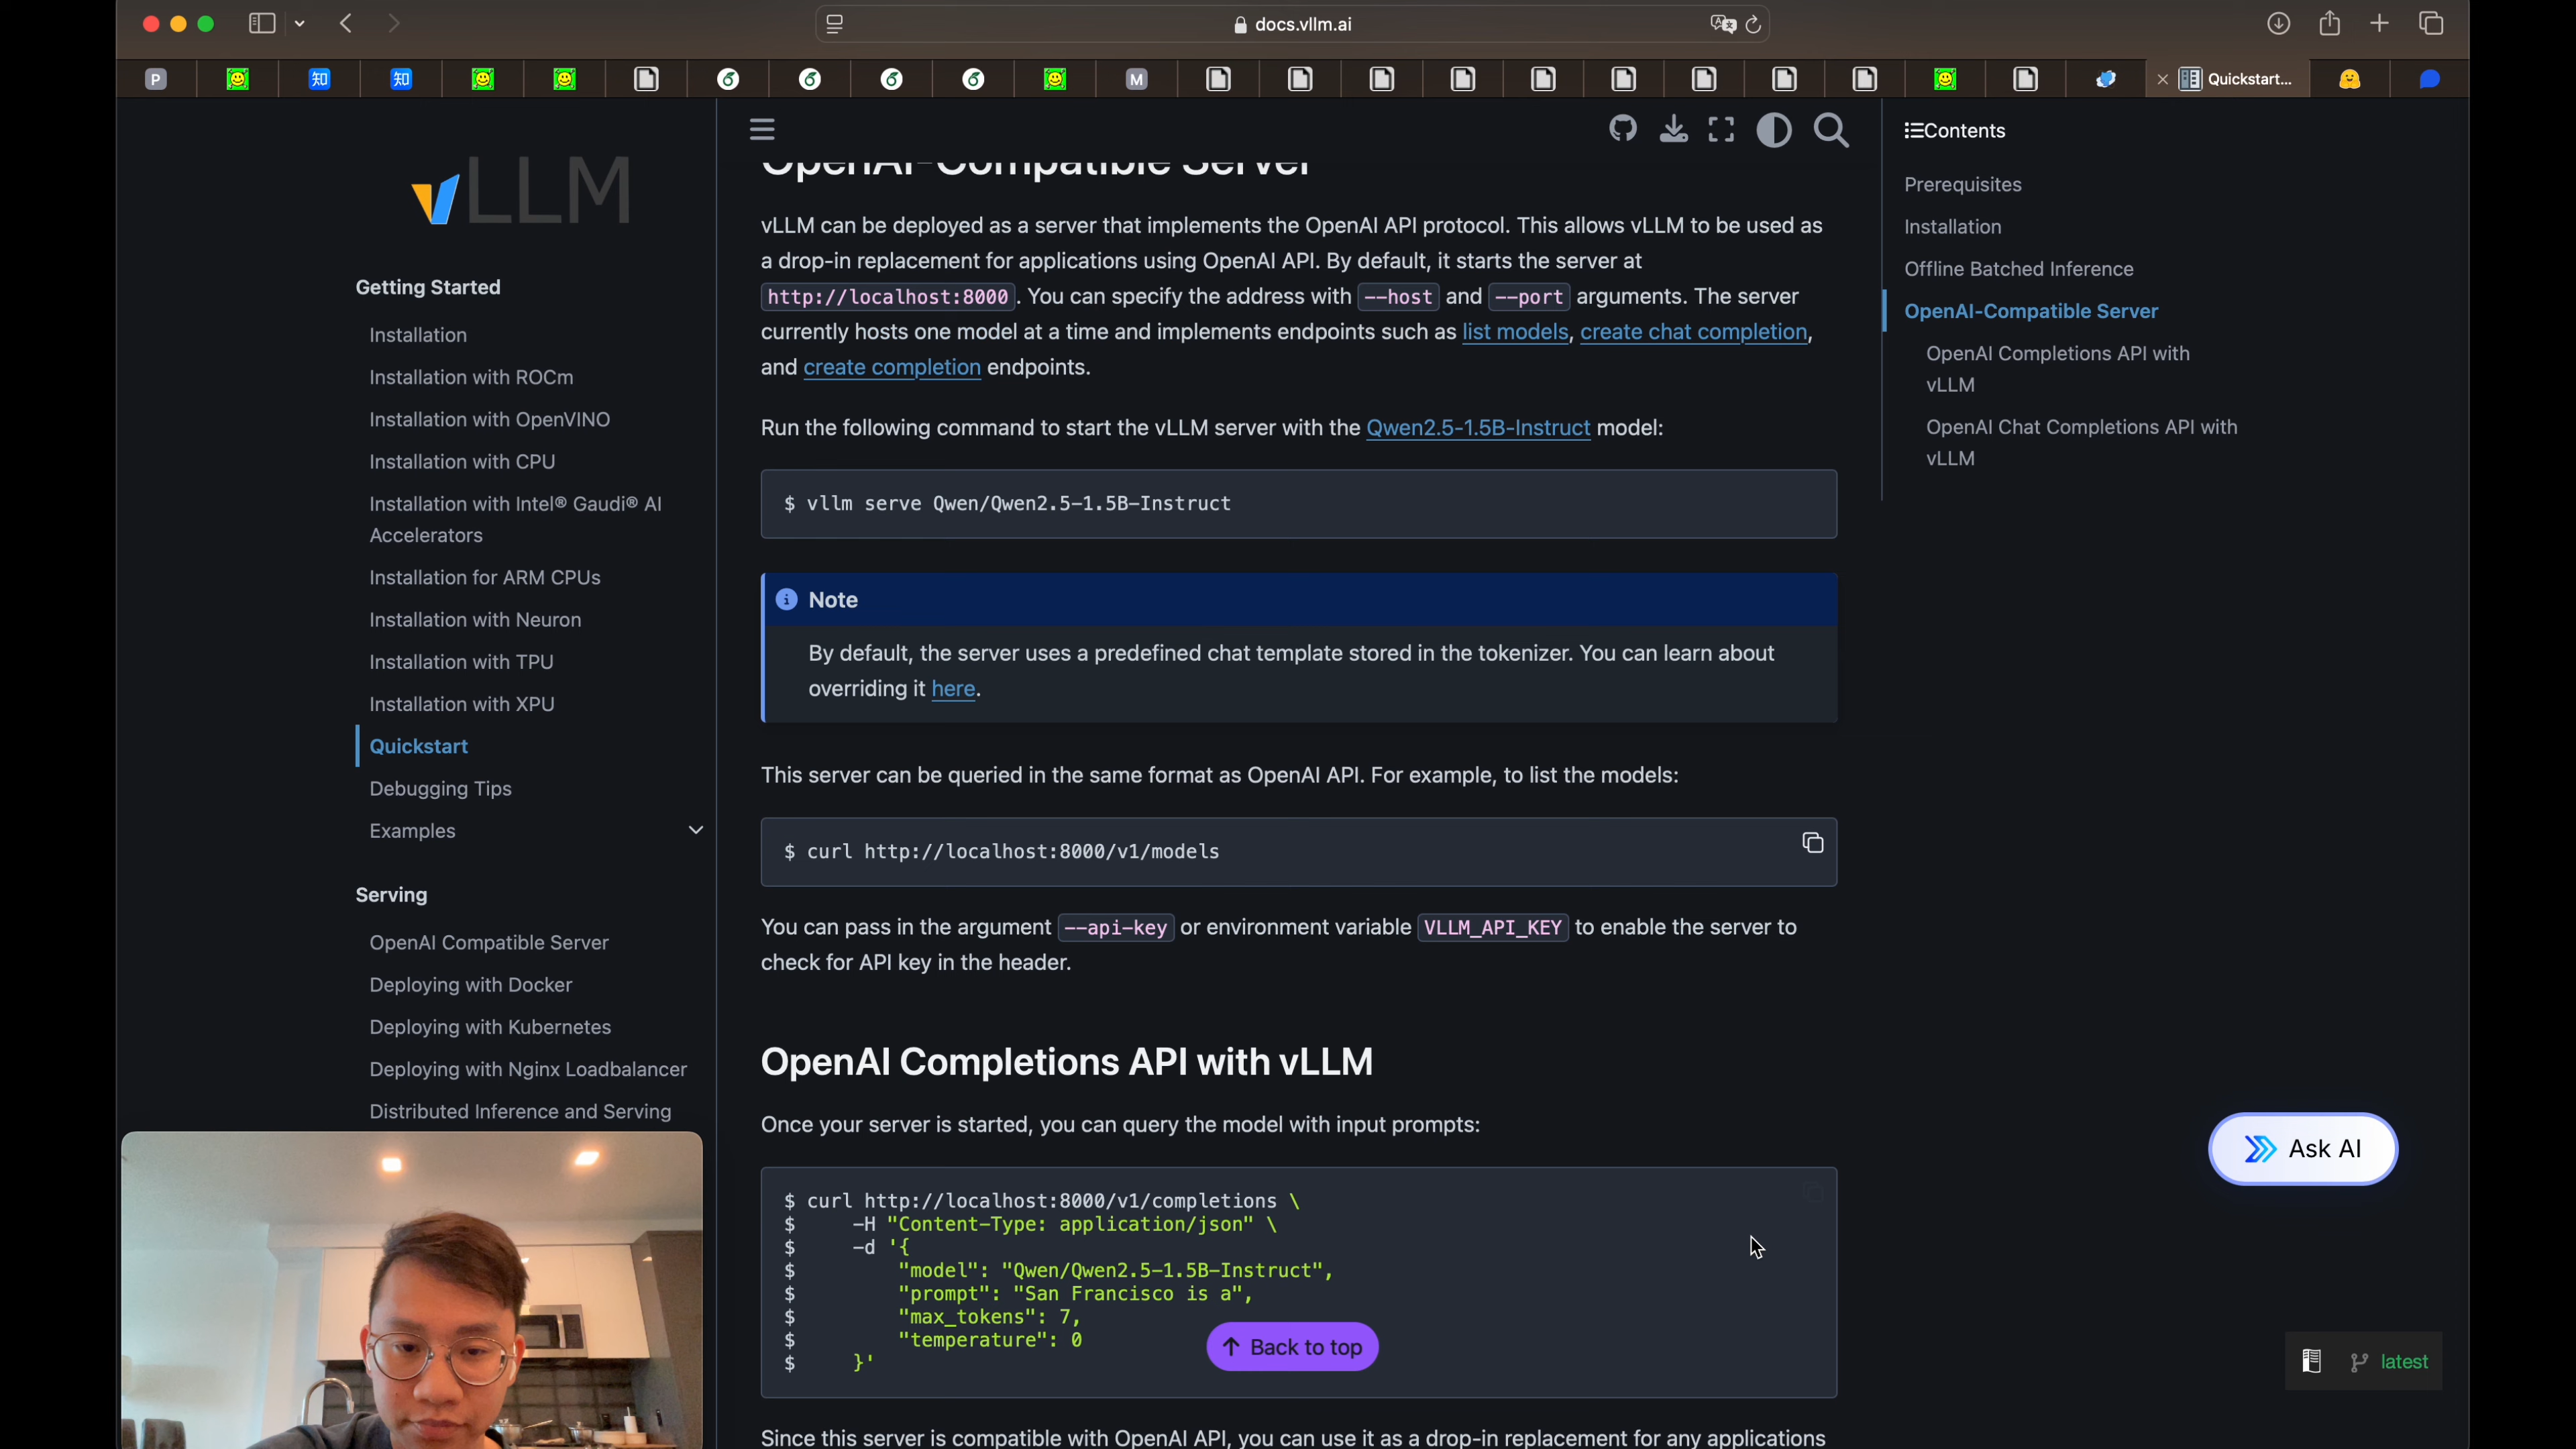 docs.vllm.ai
P
知
知
M
Quickstart...
vLLM
Getting Started
Installation
Installation with ROCm
Installation with OpenVINO
Installation with CPU
Installation with Intel® Gaudi® AI
Accelerators
Installation for ARM CPUs
Installation with Neuron
Installation with TPU
Installation with XPU
Quickstart
Debugging Tips
Examples
Serving
OpenAI Compatible Server
Deploying with Docker
Deploying with Kubernetes
Deploying with Nginx Loadbalancer
Distributed Inference and Serving
OpenAI-Compatible Server
vLLM can be deployed as a server that implements the OpenAI API protocol. This allows vLLM to be used as
a drop-in replacement for applications using OpenAI API. By default, it starts the server at
http://localhost:8000. You can specify the address with --host and --port arguments. The server
currently hosts one model at a time and implements endpoints such as list models, create chat completion,
and create completion endpoints.
Run the following command to start the vLLM server with the Qwen2.5-1.5B-Instruct model:
$ vllm serve Qwen/Qwen2.5-1.5B-Instruct
Note
By default, the server uses a predefined chat template stored in the tokenizer. You can learn about
overriding it here.
This server can be queried in the same format as OpenAI API. For example, to list the models:
$ curl http://localhost:8000/v1/models
You can pass in the argument --api-key or environment variable VLLM_API_KEY to enable the server to
check for API key in the header.
OpenAI Completions API with vLLM
Once your server is started, you can query the model with input prompts:
$ curl http://localhost:8000/v1/completions \
$     -H "Content-Type: application/json" \
$     -d '{
$         "model": "Qwen/Qwen2.5-1.5B-Instruct",
$         "prompt": "San Francisco is a",
$         "max_tokens": 7,
$         "temperature": 0
$     }'
Back to top
Since this server is compatible with OpenAI API, you can use it as a drop-in replacement for any applications
Contents
Prerequisites
Installation
Offline Batched Inference
OpenAI-Compatible Server
OpenAI Completions API with
vLLM
OpenAI Chat Completions API with
vLLM
Ask AI
latest